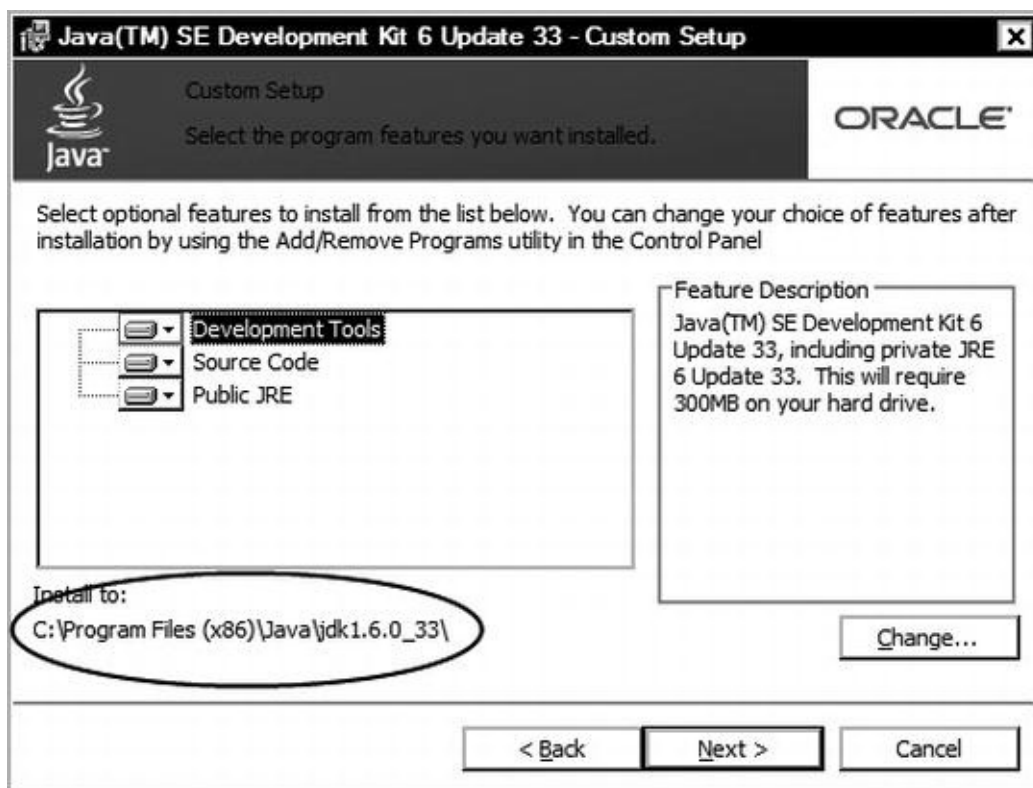 Java(TM) SE Development Kit 6 Update 33 - Custom Setup
Java™
Custom Setup
Select the program features you want installed.
ORACLE®
Select optional features to install from the list below. You can change your choice of features after
installation by using the Add/Remove Programs utility in the Control Panel
Development Tools
Source Code
Public JRE
Feature Description
Java(TM) SE Development Kit 6
Update 33, including private JRE
6 Update 33. This will require
300MB on your hard drive.
Install to:
C:\Program Files (x86)\Java\jdk1.6.0_33\
Change...
< Back
Next >
Cancel